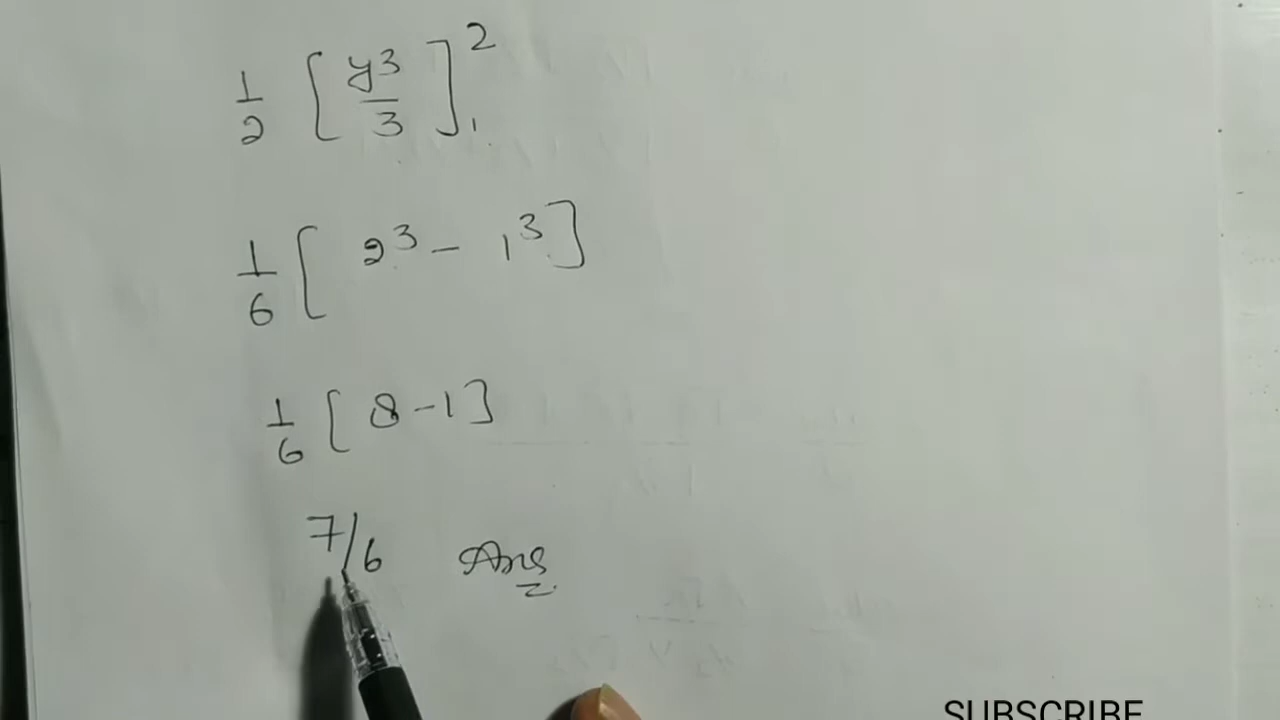 1/2 [y³/3]₁²
1/6 [2³ - 1³]
1/6 [8-1]
7/6 Ans
SUBSCRIBE